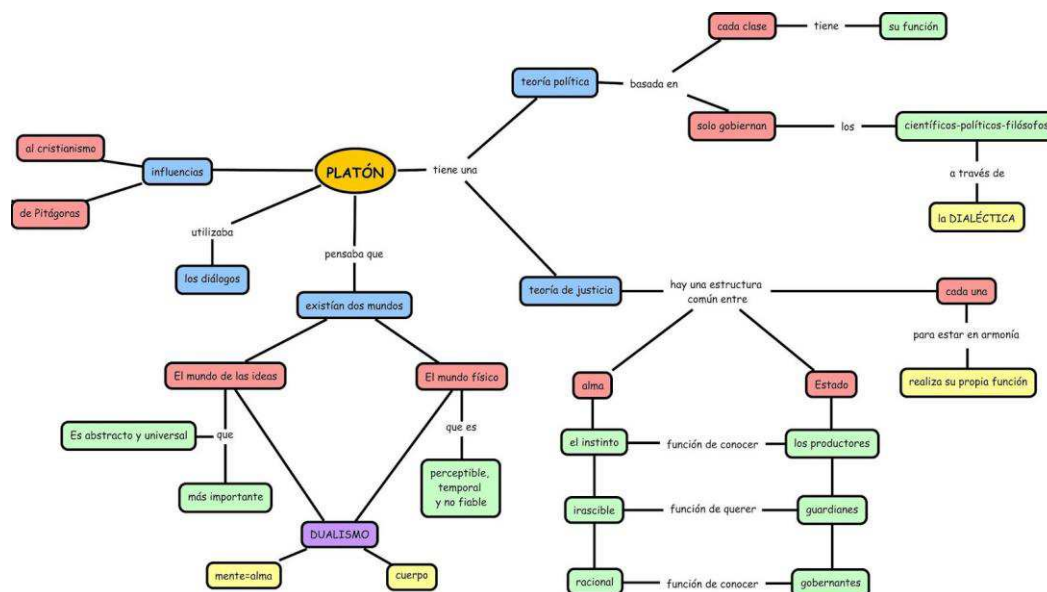 cada clase
tiene
su función
teoría política
basada en
solo gobiernan
los
científicos-políticos-filósofos
a través de
la DIALÉCTICA
al cristianismo
influencias
de Pitágoras
PLATÓN
tiene una
utilizaba
los diálogos
pensaba que
existían dos mundos
El mundo de las ideas
El mundo físico
Es abstracto y universal
que
más importante
que es
perceptible,
temporal
y no fiable
DUALISMO
mente=alma
cuerpo
teoría de justicia
hay una estructura
común entre
cada una
para estar en armonía
realiza su propia función
alma
Estado
el instinto
función de conocer
los productores
irascible
función de querer
guardianes
racional
función de conocer
gobernantes